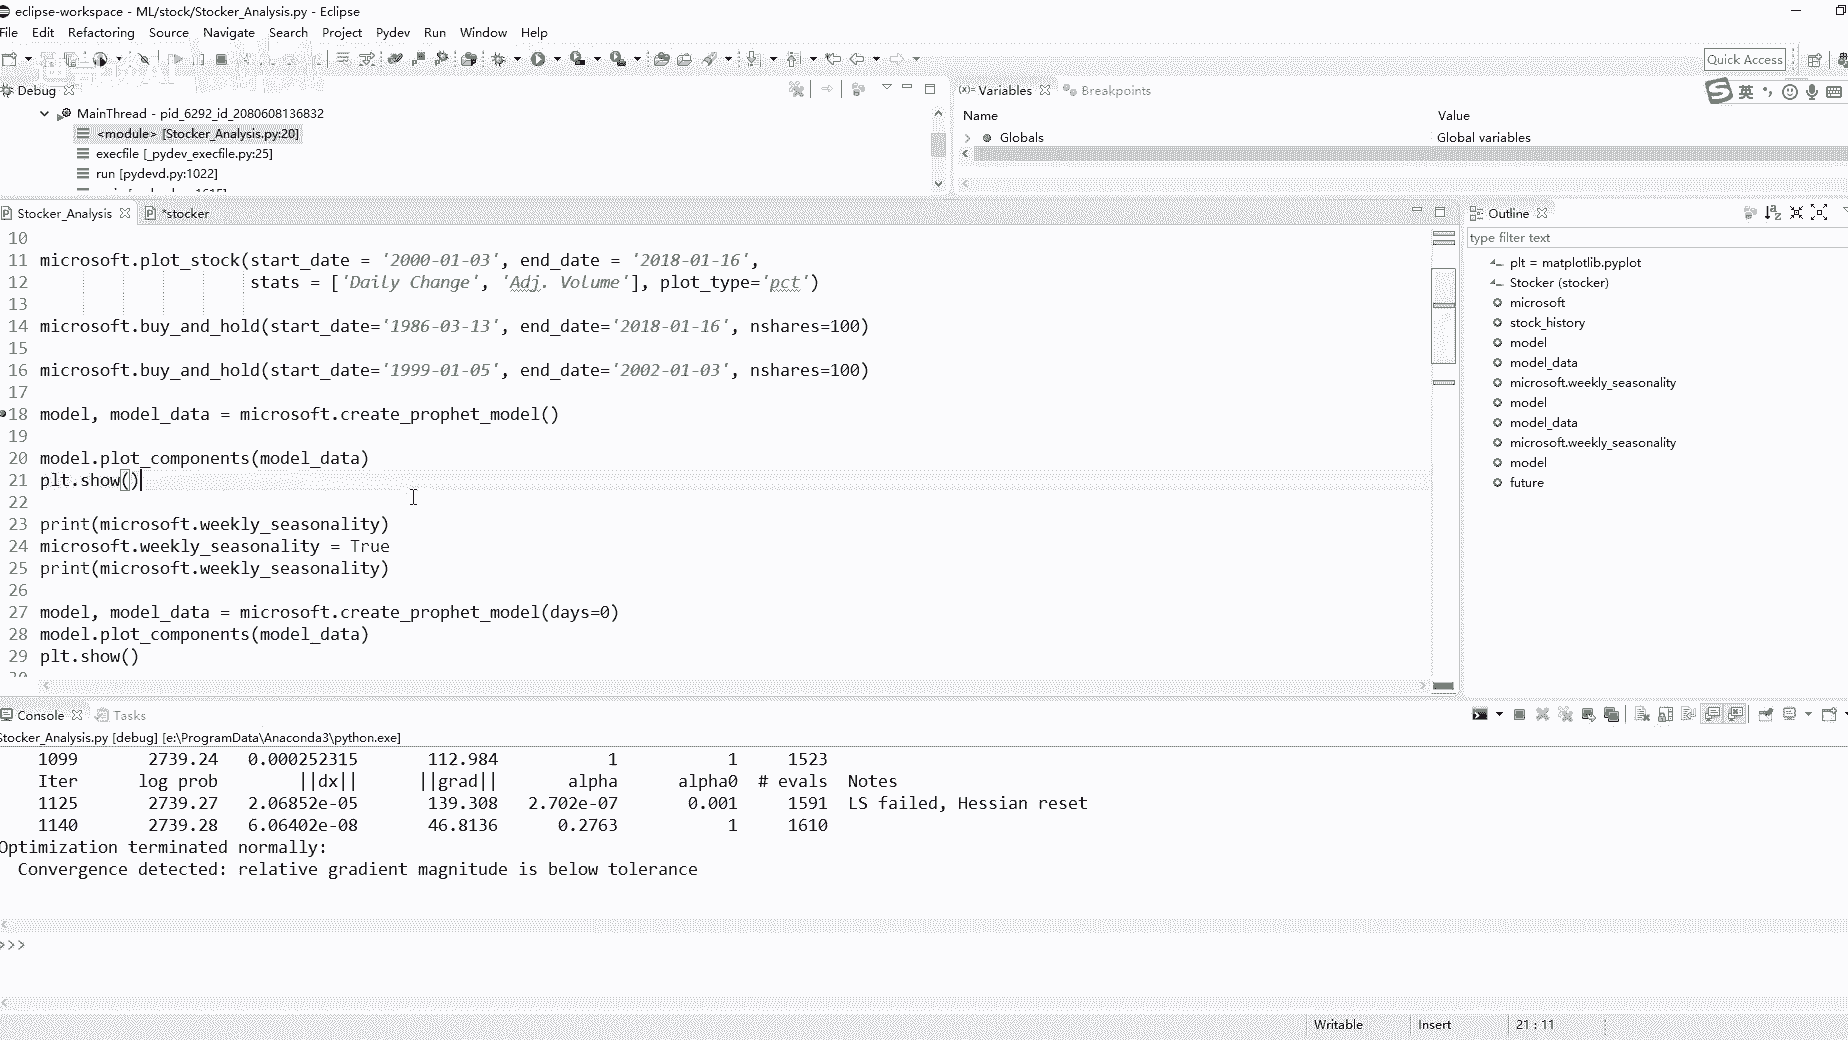 eclipse-workspace - ML/stock/Stocker_Analysis.py - Eclipse
File Edit Refactoring Source Navigate Search Project Pydev Run Window Help
Quick Access
Debug
MainThread - pid_6292_id_2080608136832
<module> [Stocker_Analysis.py:20]
execfile [_pydev_execfile.py:25]
run [pydevd.py:1022]
(x)= Variables Breakpoints
英
Name Value
Globals Global variables
Stocker_Analysis *stocker
10
11 microsoft.plot_stock(start_date = '2000-01-03', end_date = '2018-01-16',
12 stats = ['Daily Change', 'Adj. Volume'], plot_type='pct')
13
14 microsoft.buy_and_hold(start_date='1986-03-13', end_date='2018-01-16', nshares=100)
15
16 microsoft.buy_and_hold(start_date='1999-01-05', end_date='2002-01-03', nshares=100)
17
18 model, model_data = microsoft.create_prophet_model()
19
20 model.plot_components(model_data)
21 plt.show()
22
23 print(microsoft.weekly_seasonality)
24 microsoft.weekly_seasonality = True
25 print(microsoft.weekly_seasonality)
26
27 model, model_data = microsoft.create_prophet_model(days=0)
28 model.plot_components(model_data)
29 plt.show()
Outline
type filter text
plt = matplotlib.pyplot
Stocker (stocker)
microsoft
stock_history
model
model_data
microsoft.weekly_seasonality
model
model_data
microsoft.weekly_seasonality
model
future
Console Tasks
Stocker_Analysis.py [debug] [e:\ProgramData\Anaconda3\python.exe]
1099 2739.24 0.000252315 112.984 1 1 1523
Iter log prob ||dx|| ||grad|| alpha alpha0 # evals Notes
1125 2739.27 2.06852e-05 139.308 2.702e-07 0.001 1591 LS failed, Hessian reset
1140 2739.28 6.06402e-08 46.8136 0.2763 1 1610
Optimization terminated normally:
Convergence detected: relative gradient magnitude is below tolerance
>>>
Writable Insert 21 : 11